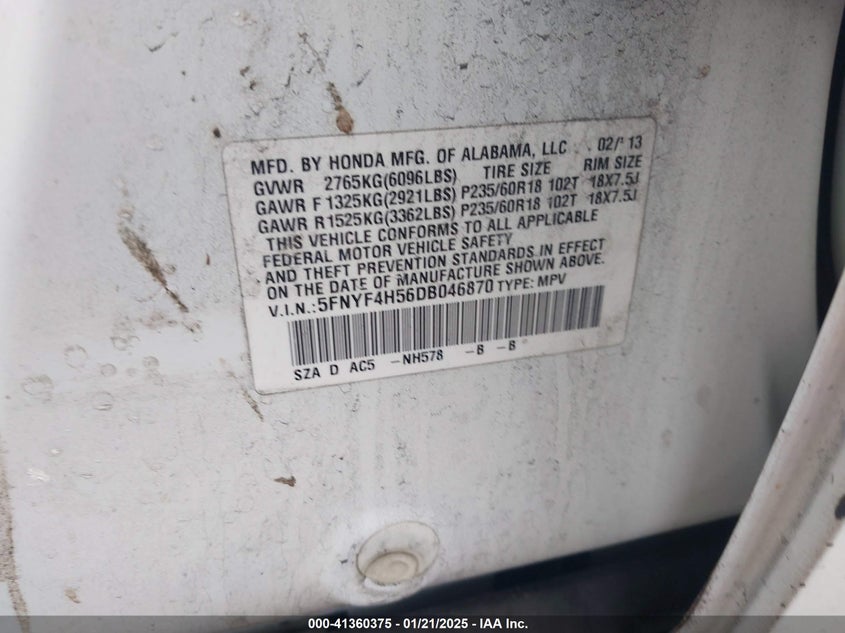 MFD. BY HONDA MFG. OF ALABAMA, LLC 02/'13
GVWR 2765KG(6096LBS) TIRE SIZE RIM SIZE
GAWR F1325KG(2921LBS) P235/60R18 102T 18X7.5J
GAWR R1525KG(3362LBS) P235/60R18 102T 18X7.5J
THIS VEHICLE CONFORMS TO ALL APPLICABLE
FEDERAL MOTOR VEHICLE SAFETY
AND THEFT PREVENTION STANDARDS IN EFFECT
ON THE DATE OF MANUFACTURE SHOWN ABOVE.
V.I.N.:5FNYF4H56DB046870 TYPE: MPV
SZA D AC5 -NH578 -B -B
000-41360375 - 01/21/2025 - IAA Inc.